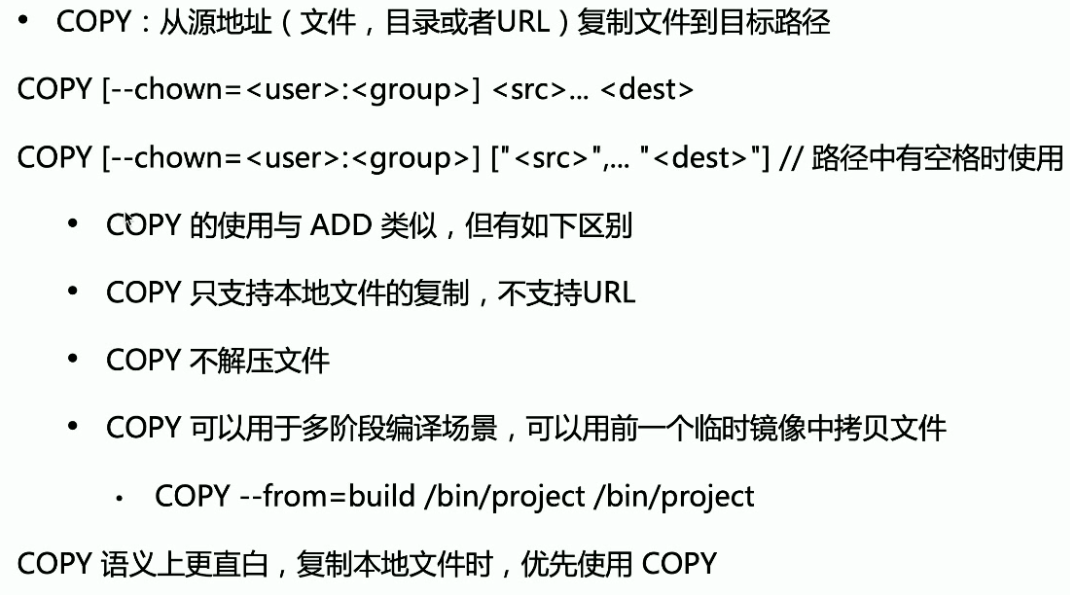 • COPY：从源地址（文件，目录或者URL）复制文件到目标路径
COPY [--chown=<user>:<group>] <src>... <dest>
COPY [--chown=<user>:<group>] ["<src>",... "<dest>"] // 路径中有空格时使用
• COPY 的使用与 ADD 类似，但有如下区别
• COPY 只支持本地文件的复制，不支持URL
• COPY 不解压文件
• COPY 可以用于多阶段编译场景，可以用前一个临时镜像中拷贝文件
• COPY --from=build /bin/project /bin/project
COPY 语义上更直白，复制本地文件时，优先使用 COPY